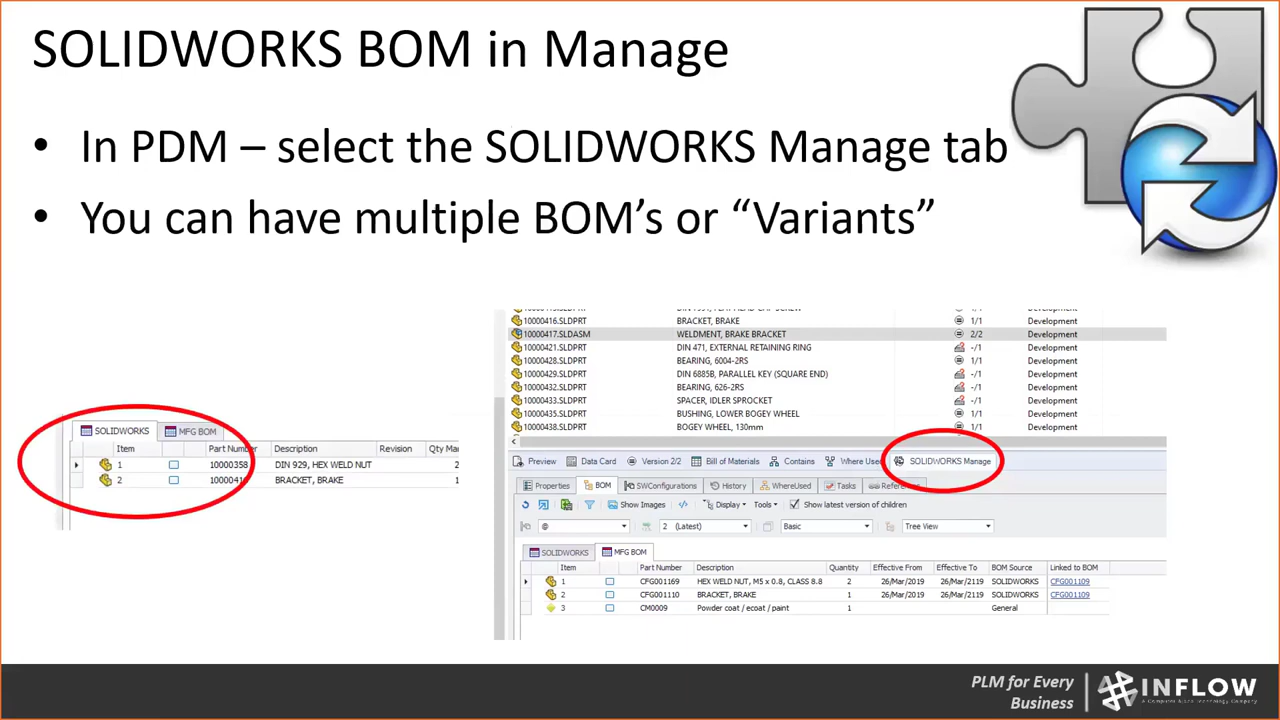 SOLIDWORKS BOM in Manage
• In PDM – select the SOLIDWORKS Manage tab
• You can have multiple BOM’s or “Variants”
SOLIDWORKS MFG BOM
Item Part Number Description Revision Qty Ma
1 10000358 DIN 929, HEX WELD NUT 2
2 1000041 BRACKET, BRAKE 1
10000416.SLDPRT BRACKET, BRAKE 1/1 Development
10000417.SLDASM WELDMENT, BRAKE BRACKET 2/2 Development
10000421.SLDPRT DIN 471, EXTERNAL RETAINING RING -/1 Development
10000428.SLDPRT BEARING, 6004-2RS 1/1 Development
10000429.SLDPRT DIN 6885B, PARALLEL KEY (SQUARE END) -/1 Development
10000432.SLDPRT BEARING, 626-2RS -/1 Development
10000433.SLDPRT SPACER, IDLER SPROCKET -/1 Development
10000435.SLDPRT BUSHING, LOWER BOGEY WHEEL 1/1 Development
10000438.SLDPRT BOGEY WHEEL, 130mm 1/1 Development
Preview Data Card Version 2/2 Bill of Materials Contains Where Used SOLIDWORKS Manage
Properties BOM SWConfigurations History WhereUsed Tasks
Show Images Display Tools Show latest version of children
@ 2 (Latest) Basic Tree View
SOLIDWORKS MFG BOM
Item Part Number Description Quantity Effective From Effective To BOM Source Linked to BOM
1 CFG001169 HEX WELD NUT, M5 x 0.8, CLASS 8.8 2 26/Mar/2019 26/Mar/2119 SOLIDWORKS CFG001109
2 CFG001110 BRACKET, BRAKE 1 26/Mar/2019 26/Mar/2119 SOLIDWORKS CFG001109
3 CM0009 Powder coat / ecoat / paint 1 General
PLM for Every
Business
INFLOW